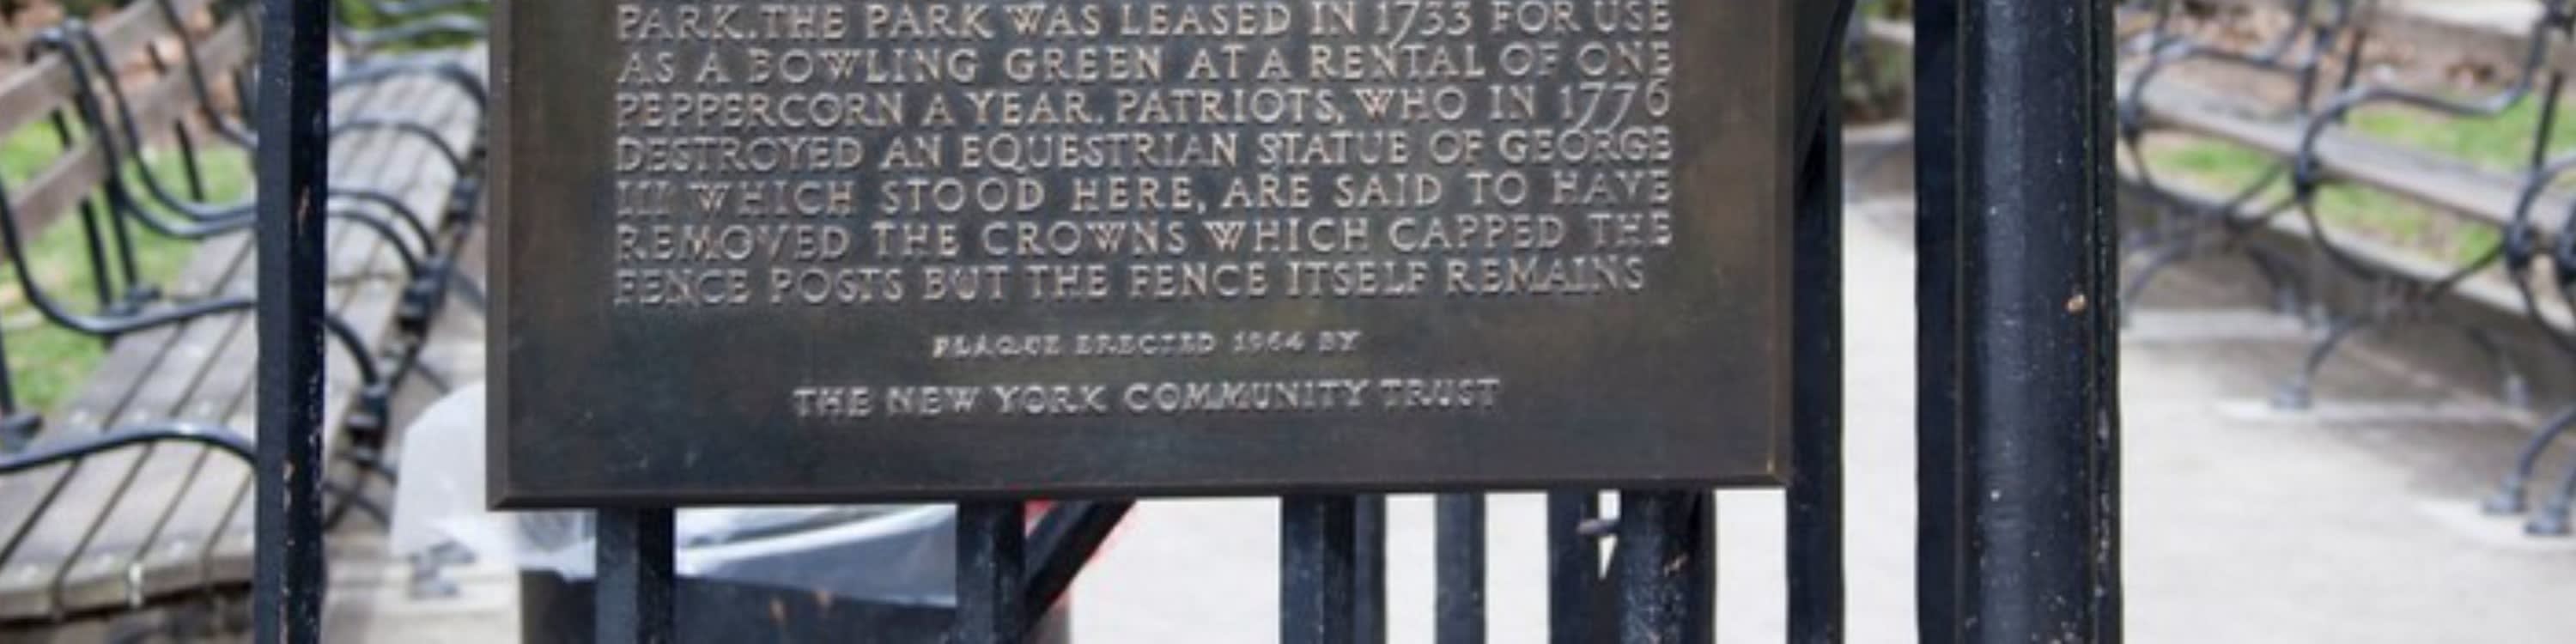 PARK. THE PARK WAS LEASED IN 1733 FOR USE
AS A BOWLING GREEN AT A RENTAL OF ONE
PEPPERCORN A YEAR. PATRIOTS, WHO IN 1776
DESTROYED AN EQUESTRIAN STATUE OF GEORGE
III WHICH STOOD HERE, ARE SAID TO HAVE
REMOVED THE CROWNS WHICH CAPPED THE
FENCE POSTS BUT THE FENCE ITSELF REMAINS
PLAQUE ERECTED 1964 BY
THE NEW YORK COMMUNITY TRUST